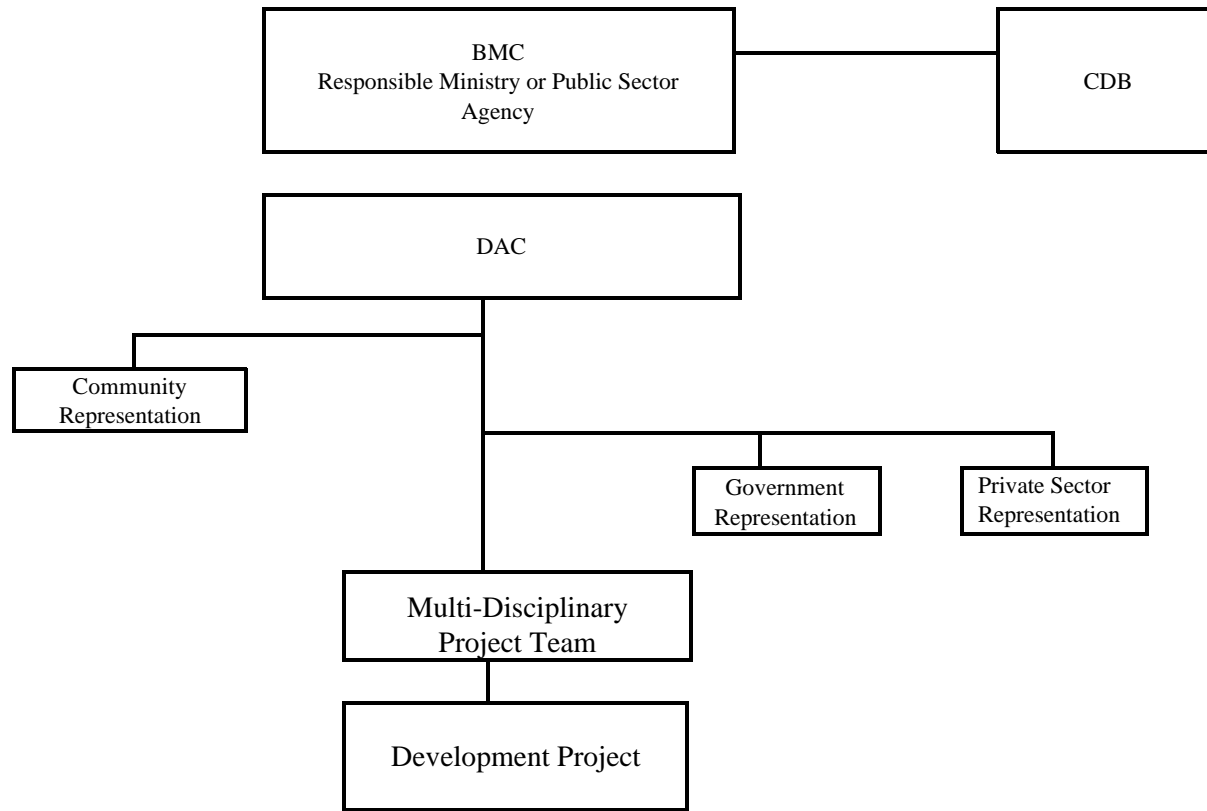 BMC
Responsible Ministry or Public Sector
Agency
CDB
DAC
Community
Representation
Government
Representation
Private Sector
Representation
Multi-Disciplinary
Project Team
Development Project